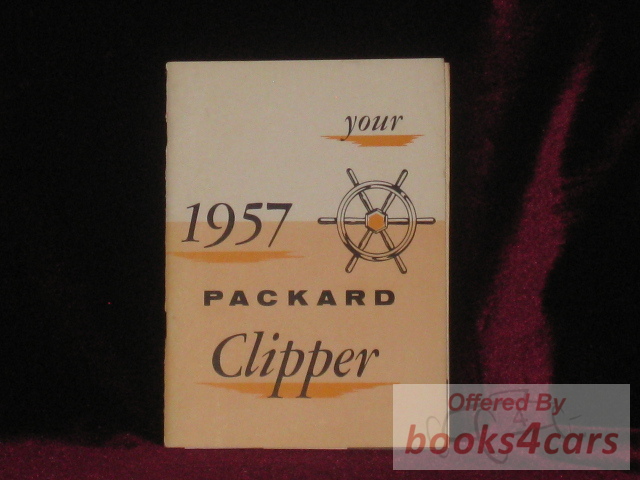 your
1957
PACKARD
Clipper
Offered By
books4cars